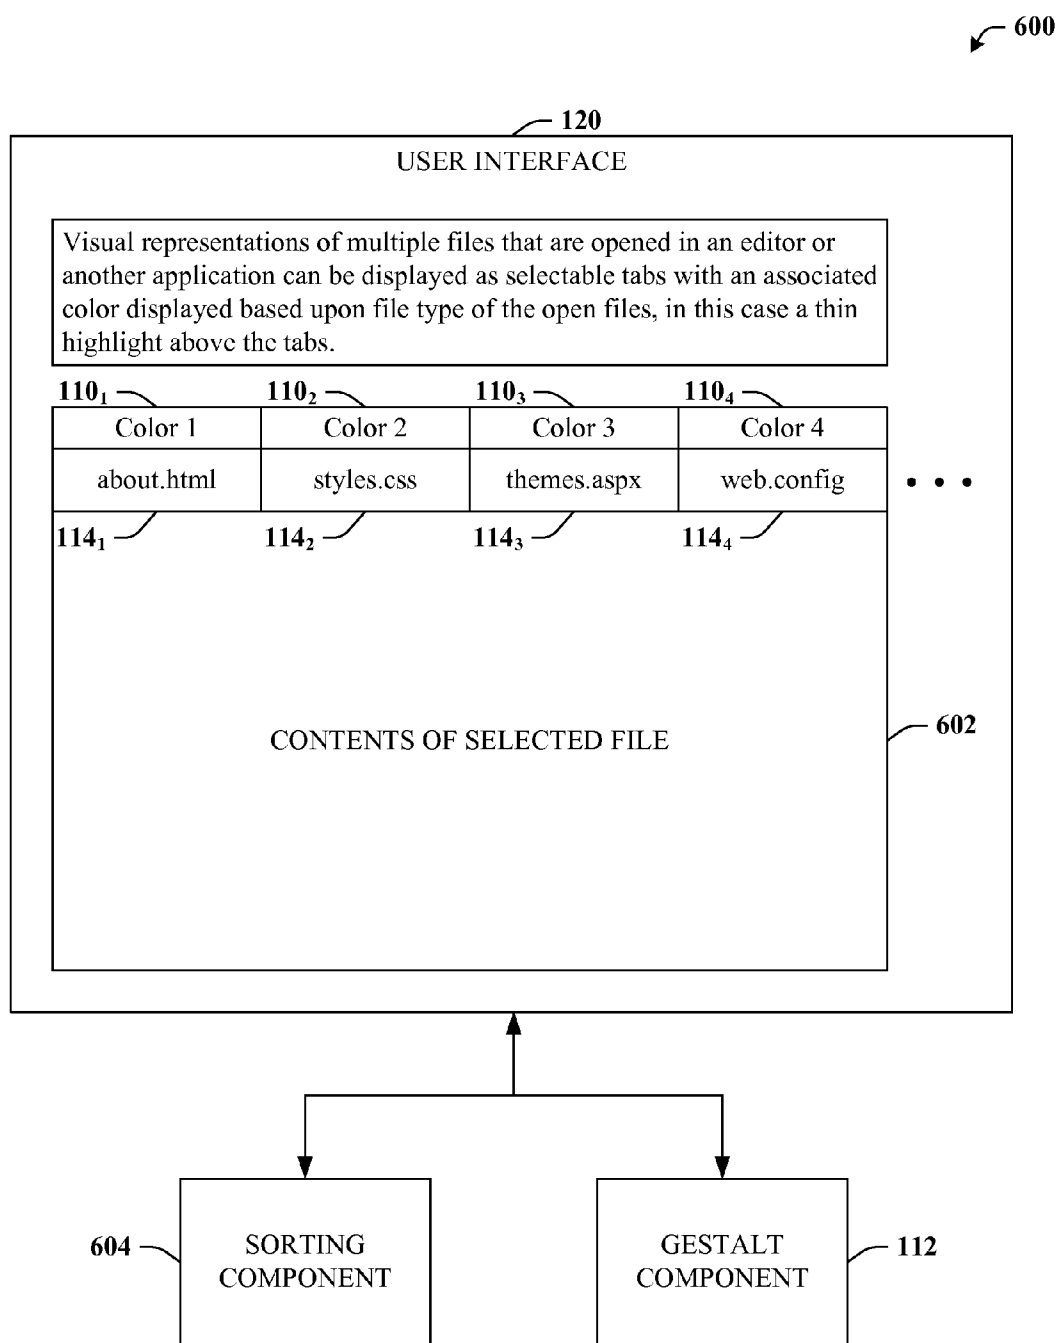 600
120
USER INTERFACE
Visual representations of multiple files that are opened in an editor or
another application can be displayed as selectable tabs with an associated
color displayed based upon file type of the open files, in this case a thin
highlight above the tabs.
110₁ 110₂ 110₃ 110₄
Color 1 Color 2 Color 3 Color 4
about.html styles.css themes.aspx web.config • • •
114₁ 114₂ 114₃ 114₄
602
CONTENTS OF SELECTED FILE
604
SORTING
COMPONENT
GESTALT
COMPONENT
112